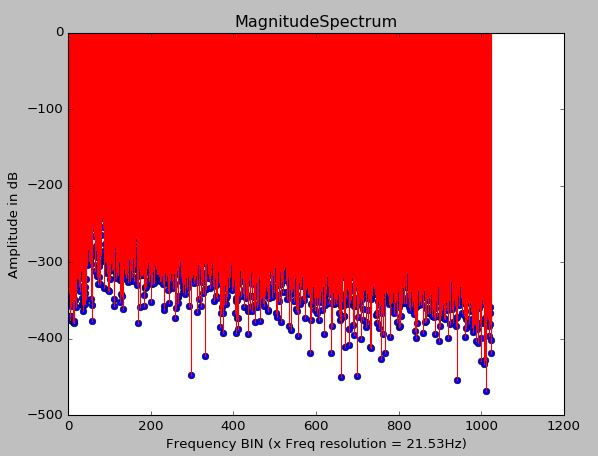 MagnitudeSpectrum
0
−100
−200
−300
−400
−500
Amplitude in dB
0 200 400 600 800 1000 1200
Frequency BIN (x Freq resolution = 21.53Hz)